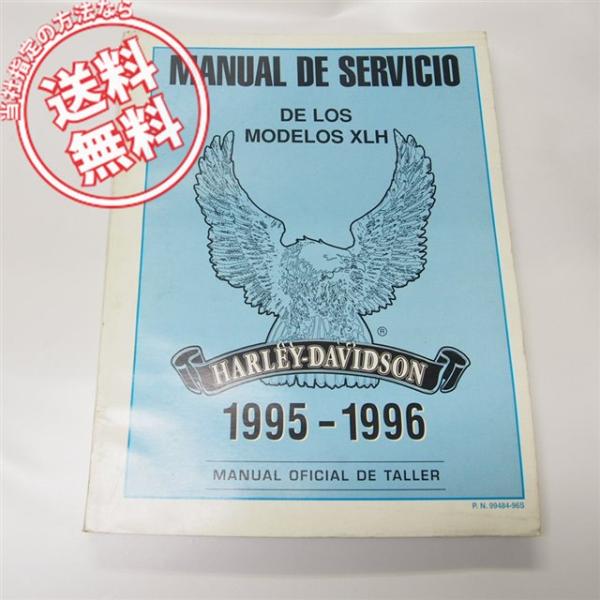 当社指定の方法なら
送料
無料
MANUAL DE SERVICIO
DE LOS
MODELOS XLH
®
HARLEY-DAVIDSON
1995-1996
MANUAL OFICIAL DE TALLER
P. N. 99484-96S